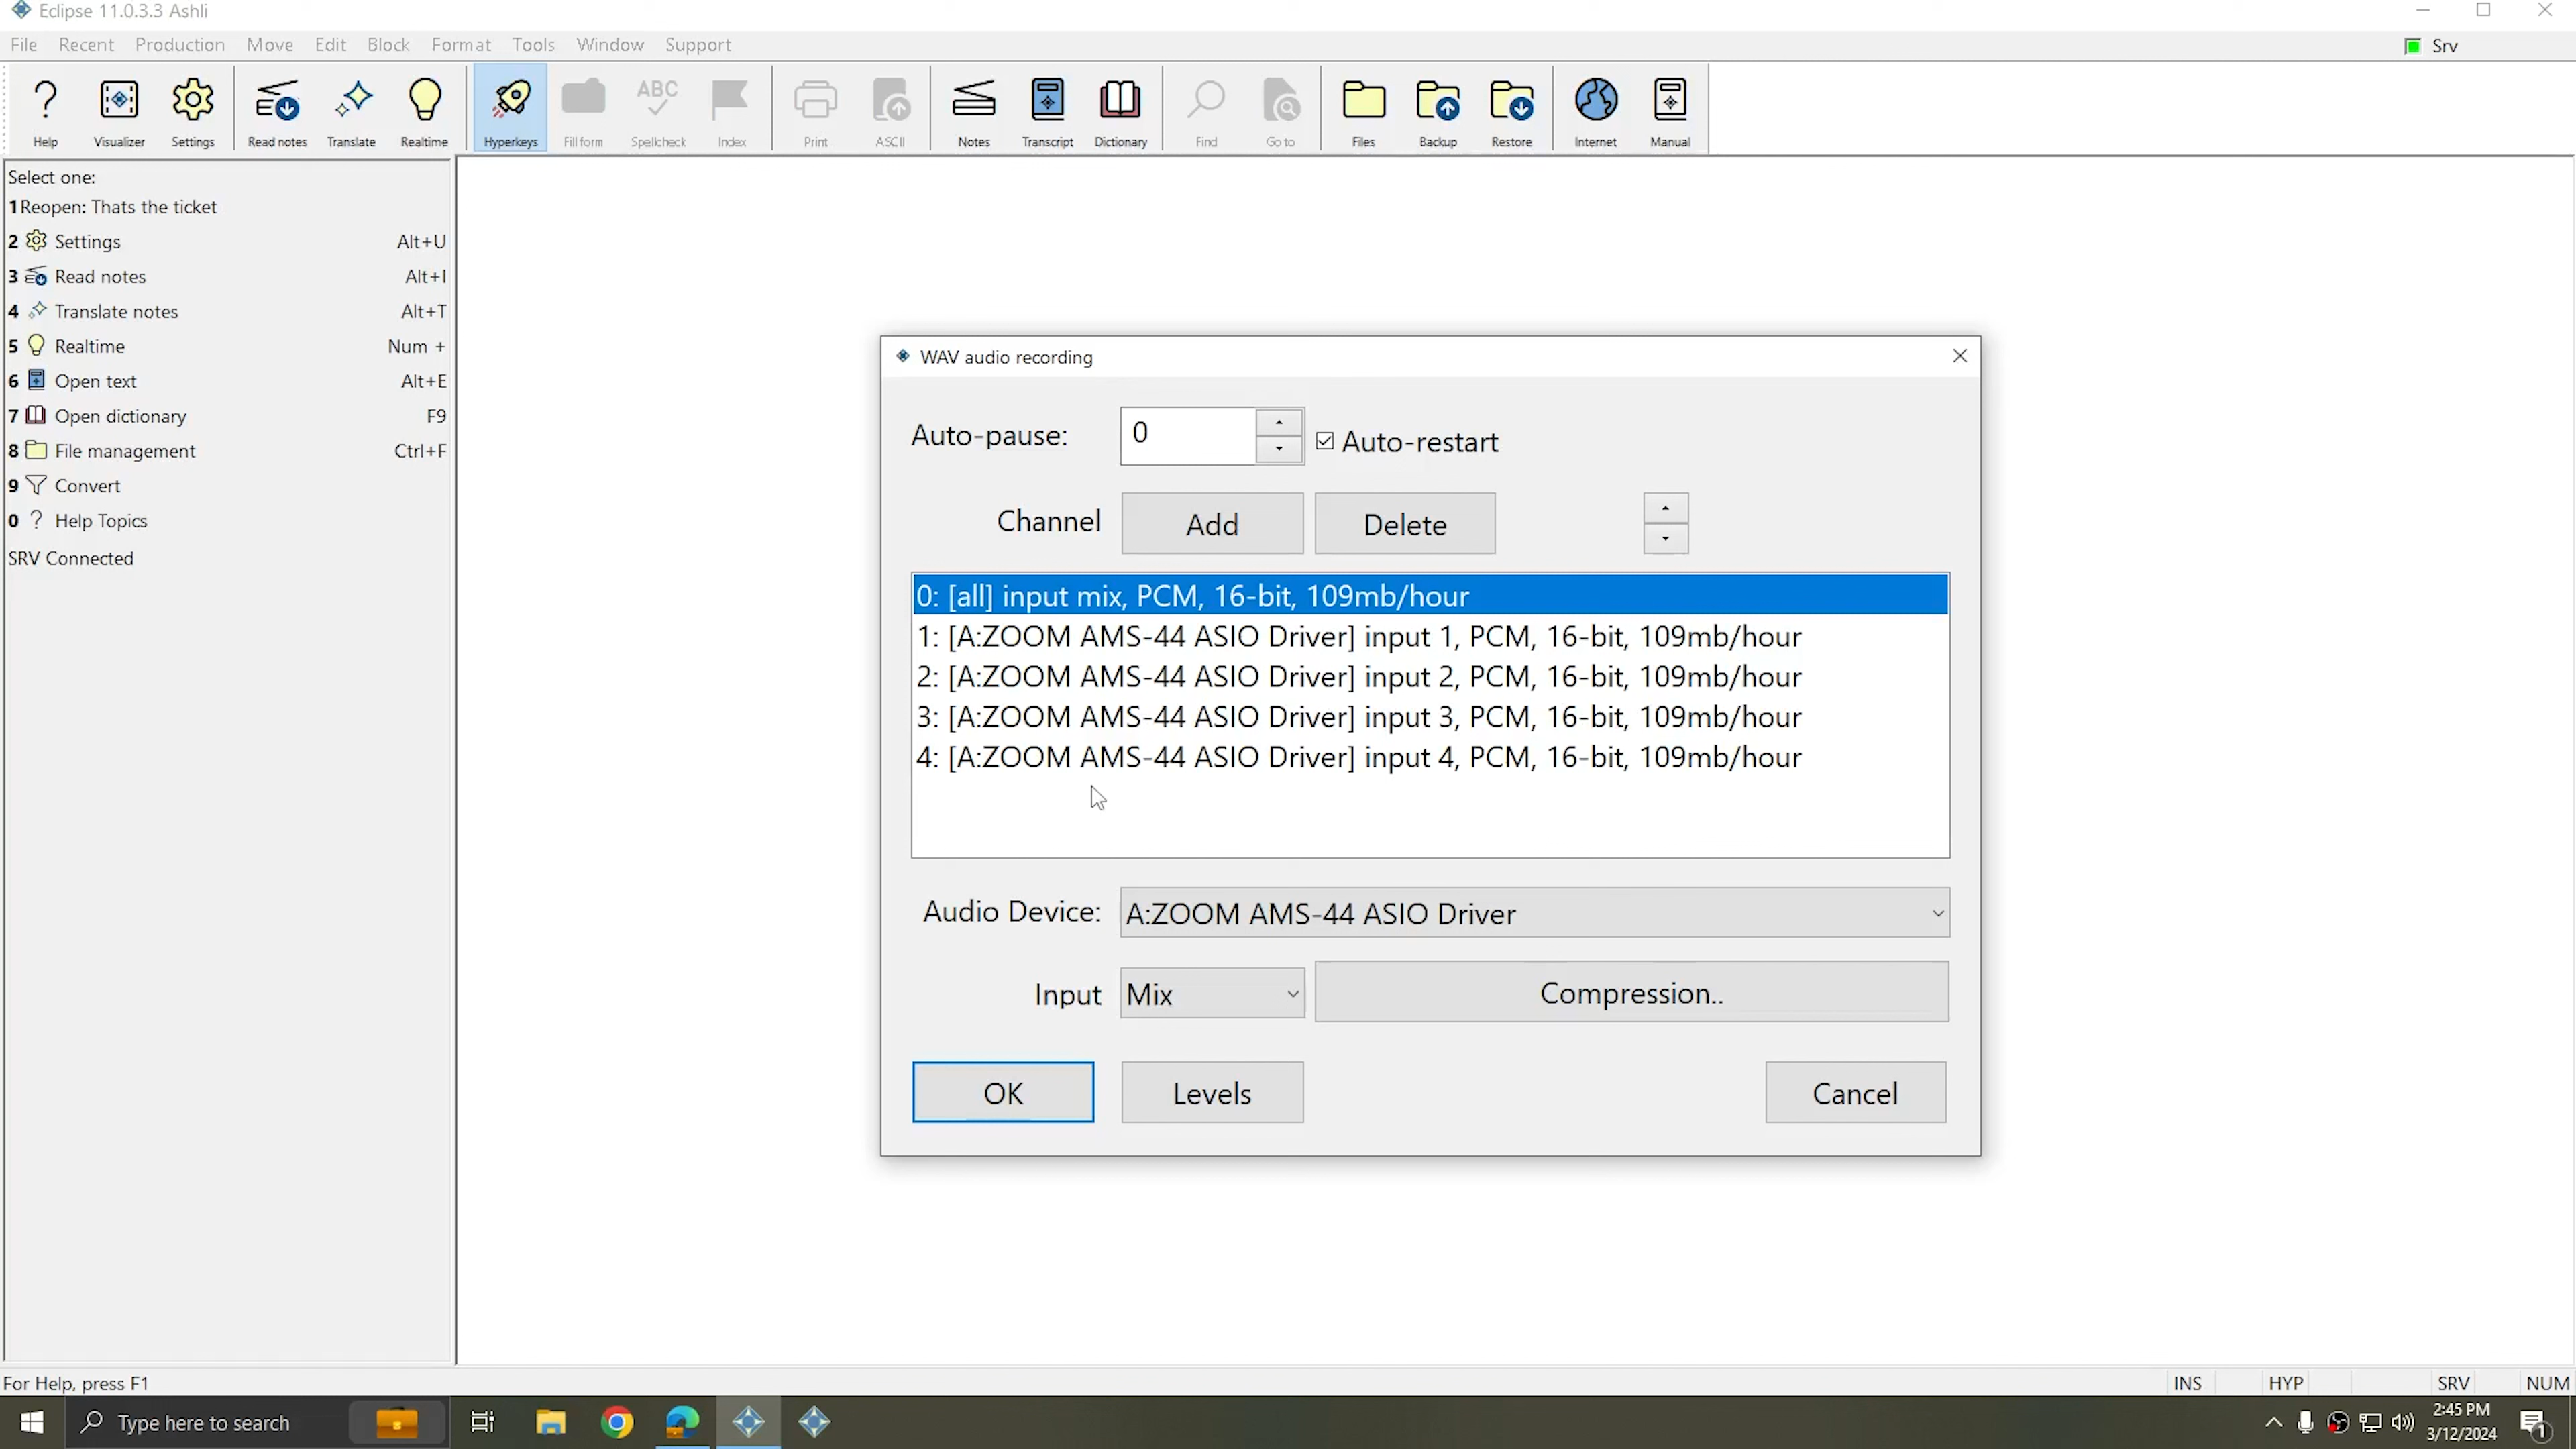 Eclipse 11.0.3.3 Ashli
File Recent Production Move Edit Block Format Tools Window Support
Srv
ABC
Help Visualizer Settings Read notes Translate Realtime Hyperkeys Fill form Spellcheck Index Print ASCII Notes Transcript Dictionary Find Go to Files Backup Restore Internet Manual
Select one:
1 Reopen: Thats the ticket
2 Settings Alt+U
3 Read notes Alt+I
4 Translate notes Alt+T
5 Realtime Num +
6 Open text Alt+E
7 Open dictionary F9
8 File management Ctrl+F
9 Convert
0 Help Topics
SRV Connected
WAV audio recording
Auto-pause: 0 Auto-restart
Channel Add Delete
0: [all] input mix, PCM, 16-bit, 109mb/hour
1: [A:ZOOM AMS-44 ASIO Driver] input 1, PCM, 16-bit, 109mb/hour
2: [A:ZOOM AMS-44 ASIO Driver] input 2, PCM, 16-bit, 109mb/hour
3: [A:ZOOM AMS-44 ASIO Driver] input 3, PCM, 16-bit, 109mb/hour
4: [A:ZOOM AMS-44 ASIO Driver] input 4, PCM, 16-bit, 109mb/hour
Audio Device: A:ZOOM AMS-44 ASIO Driver
Input Mix Compression..
OK Levels Cancel
For Help, press F1
INS HYP SRV NUM
Type here to search
2:45 PM
3/12/2024
1